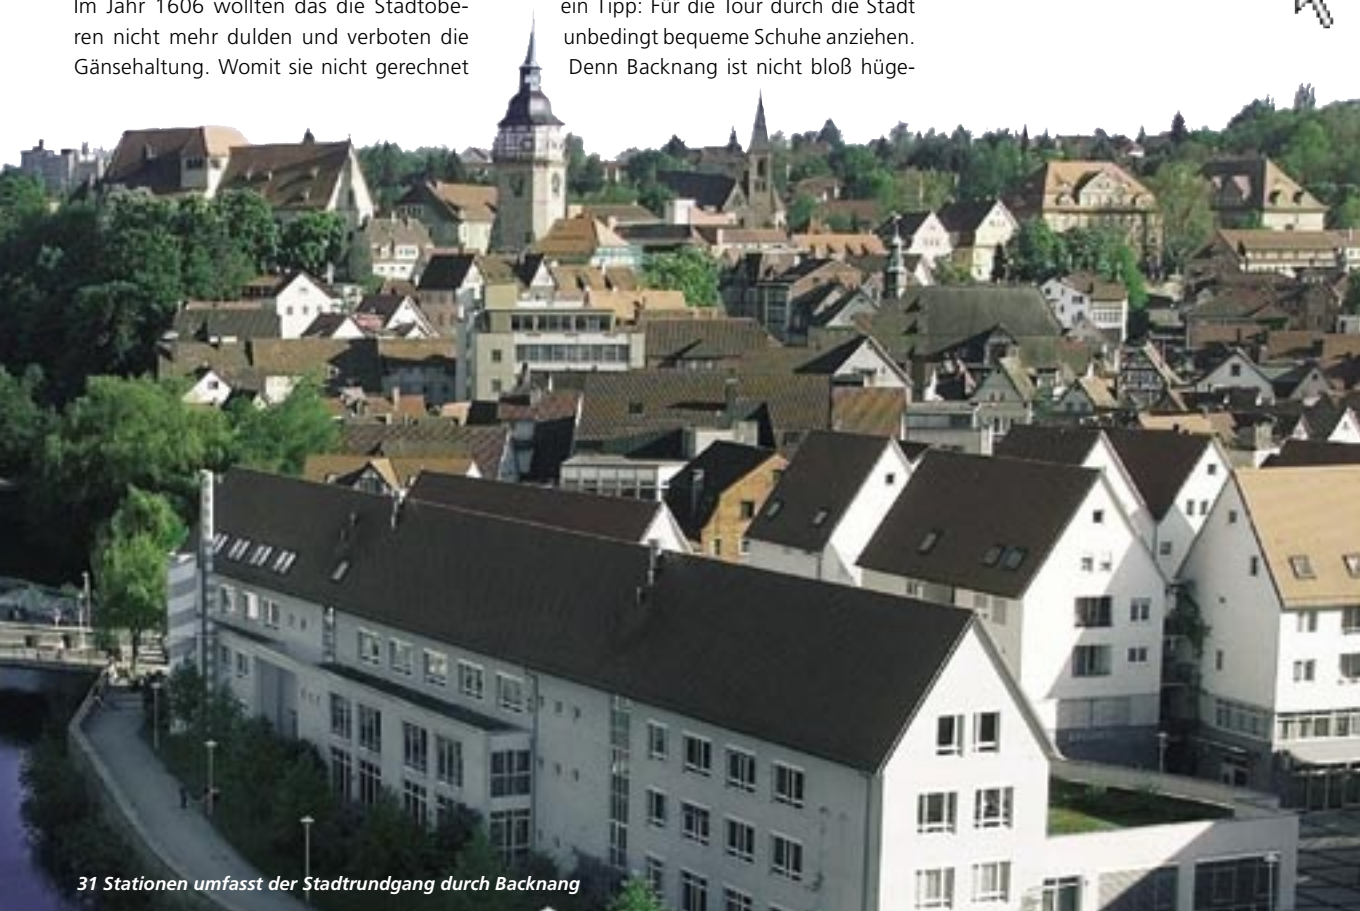 Im Jahr 1606 wollten das die Stadtobe-
ren nicht mehr dulden und verboten die
Gänsehaltung. Womit sie nicht gerechnet
ein Tipp: Für die Tour durch die Stadt
unbedingt bequeme Schuhe anziehen.
Denn Backnang ist nicht bloß hüge-
31 Stationen umfasst der Stadtrundgang durch Backnang